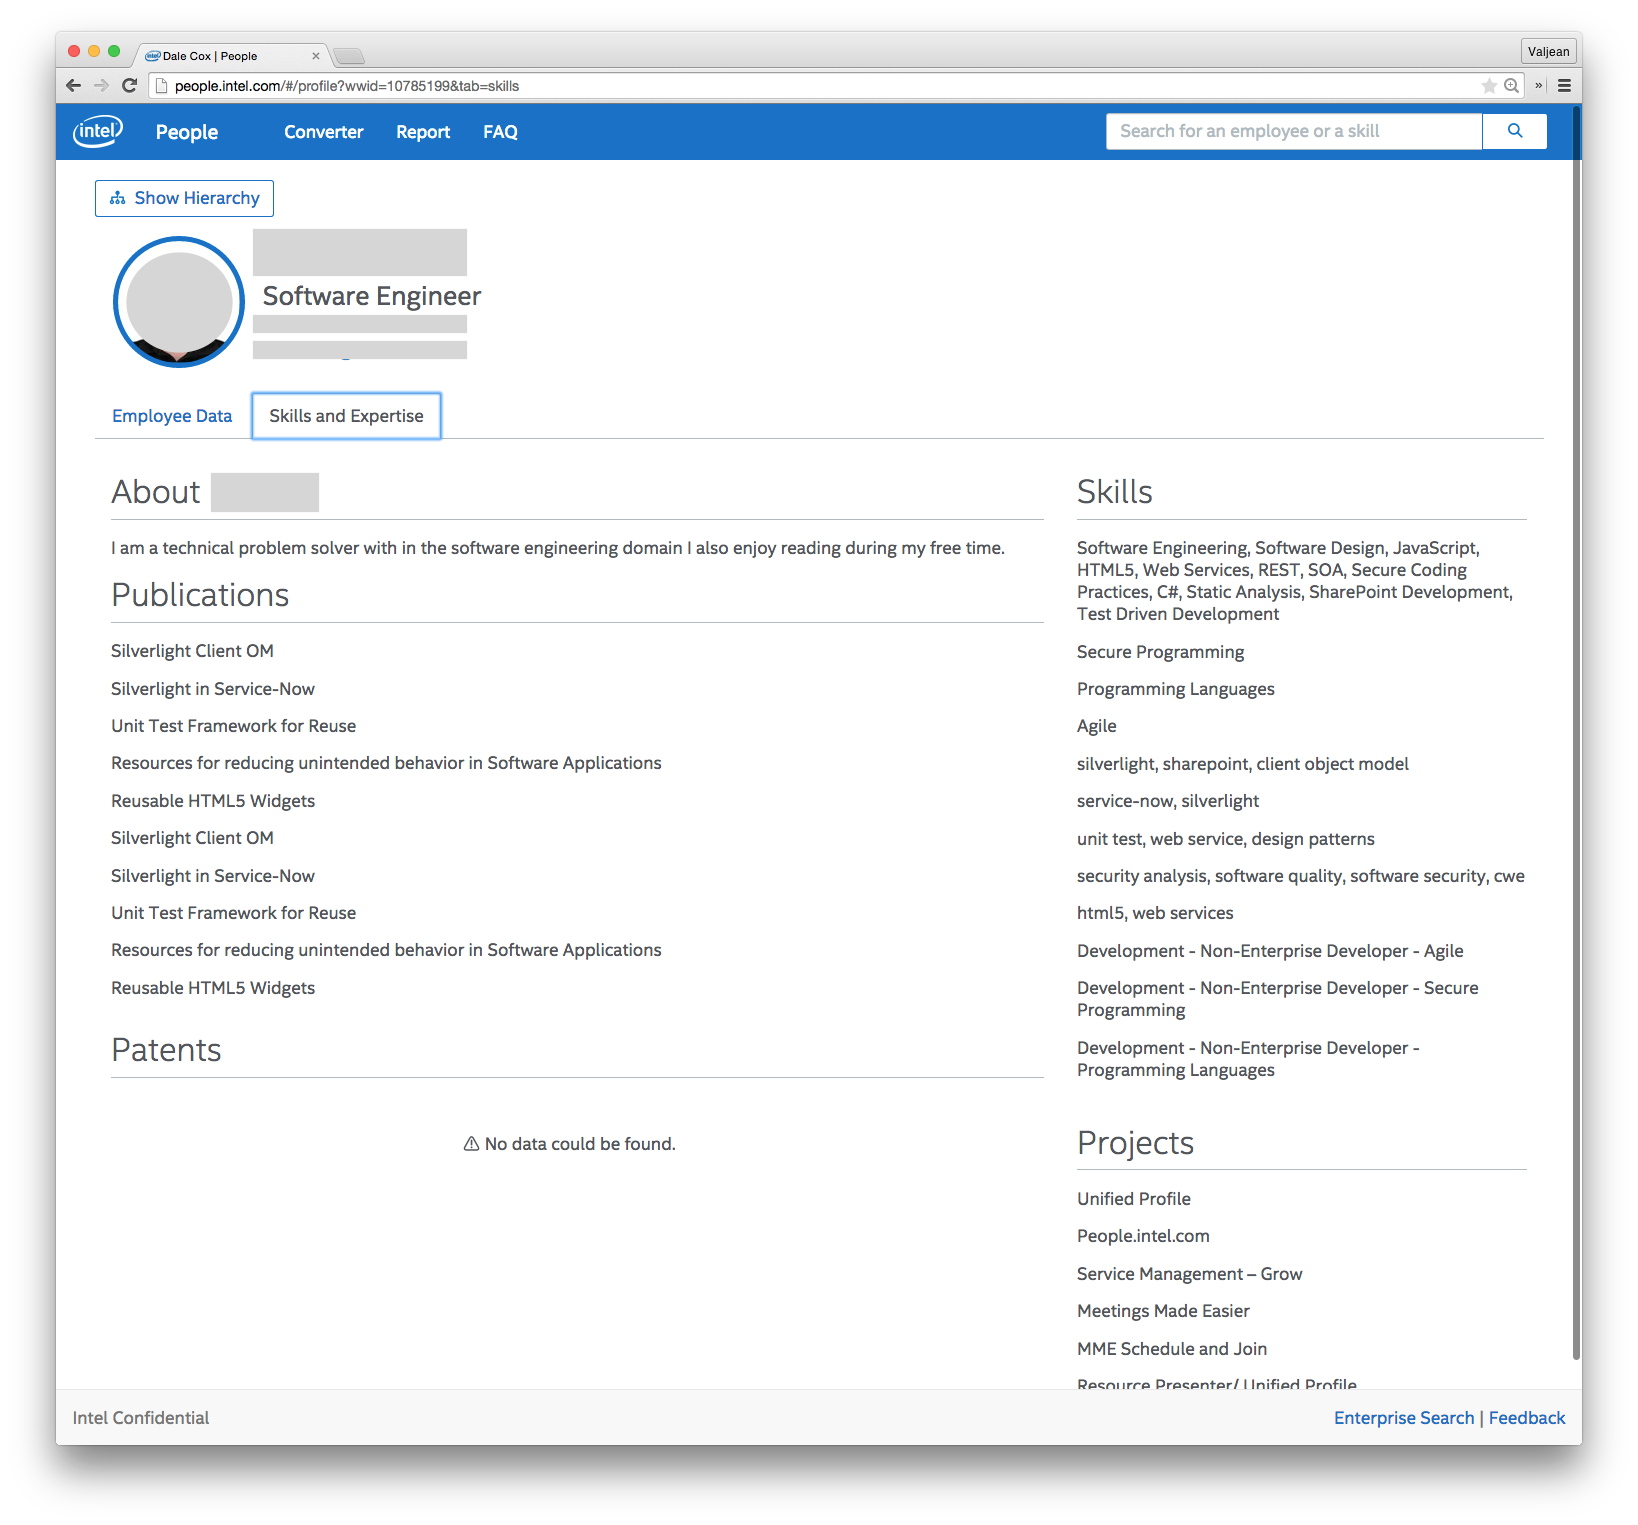 intel Dale Cox | People
Valjean
people.intel.com/#/profile?wwid=10785199&tab=skills
intel People Converter Report FAQ Search for an employee or a skill
Show Hierarchy
Software Engineer
Employee Data Skills and Expertise
About
I am a technical problem solver with in the software engineering domain I also enjoy reading during my free time.
Publications
Silverlight Client OM
Silverlight in Service-Now
Unit Test Framework for Reuse
Resources for reducing unintended behavior in Software Applications
Reusable HTML5 Widgets
Silverlight Client OM
Silverlight in Service-Now
Unit Test Framework for Reuse
Resources for reducing unintended behavior in Software Applications
Reusable HTML5 Widgets
Patents
No data could be found.
Skills
Software Engineering, Software Design, JavaScript,
HTML5, Web Services, REST, SOA, Secure Coding
Practices, C#, Static Analysis, SharePoint Development,
Test Driven Development
Secure Programming
Programming Languages
Agile
silverlight, sharepoint, client object model
service-now, silverlight
unit test, web service, design patterns
security analysis, software quality, software security, cwe
html5, web services
Development - Non-Enterprise Developer - Agile
Development - Non-Enterprise Developer - Secure
Programming
Development - Non-Enterprise Developer -
Programming Languages
Projects
Unified Profile
People.intel.com
Service Management – Grow
Meetings Made Easier
MME Schedule and Join
Resource Presenter/ Unified Profile
Intel Confidential
Enterprise Search | Feedback